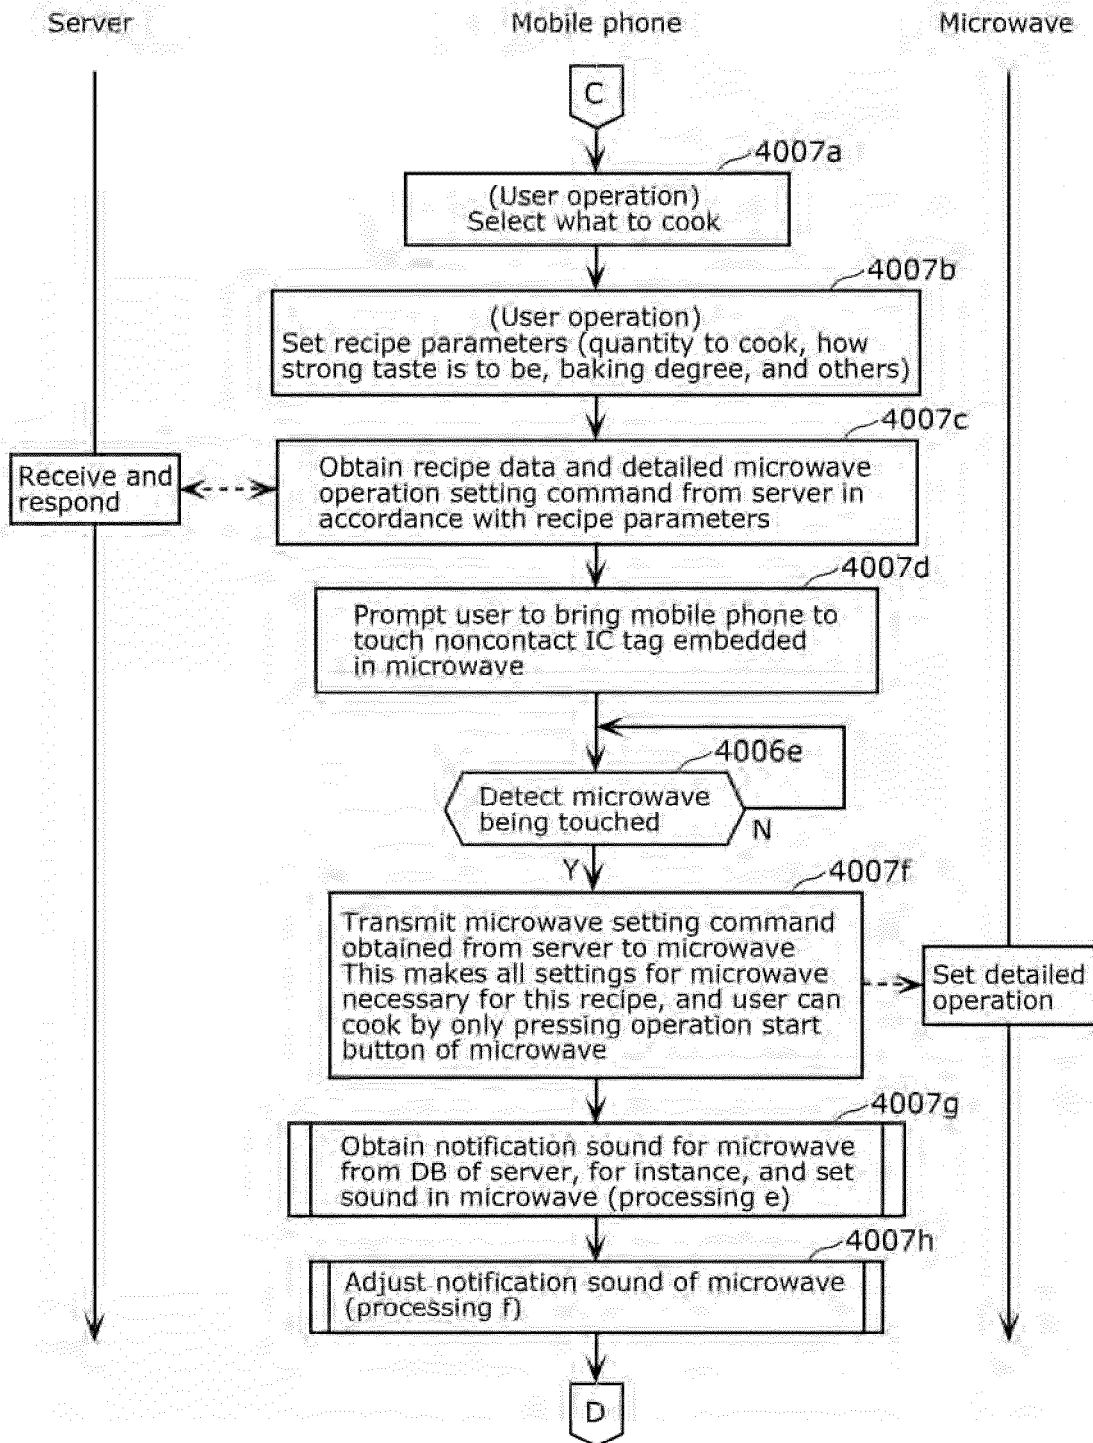 Server
Mobile phone
Microwave
C
4007a
(User operation)
Select what to cook
4007b
(User operation)
Set recipe parameters (quantity to cook, how
strong taste is to be, baking degree, and others)
4007c
Receive and
respond
Obtain recipe data and detailed microwave
operation setting command from server in
accordance with recipe parameters
4007d
Prompt user to bring mobile phone to
touch noncontact IC tag embedded
in microwave
4006e
Detect microwave
being touched
N
Y
4007f
Transmit microwave setting command
obtained from server to microwave
This makes all settings for microwave
necessary for this recipe, and user can
cook by only pressing operation start
button of microwave
Set detailed
operation
4007g
Obtain notification sound for microwave
from DB of server, for instance, and set
sound in microwave (processing e)
4007h
Adjust notification sound of microwave
(processing f)
D